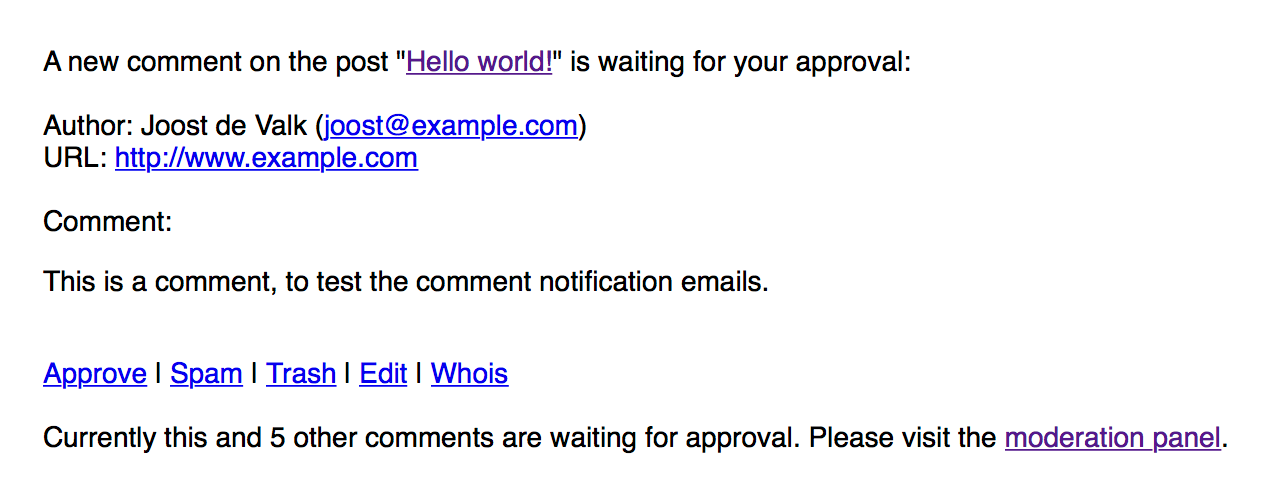 A new comment on the post "Hello world!" is waiting for your approval:
Author: Joost de Valk (joost@example.com)
URL: http://www.example.com
Comment:
This is a comment, to test the comment notification emails.
Approve | Spam | Trash | Edit | Whois
Currently this and 5 other comments are waiting for approval. Please visit the moderation panel.